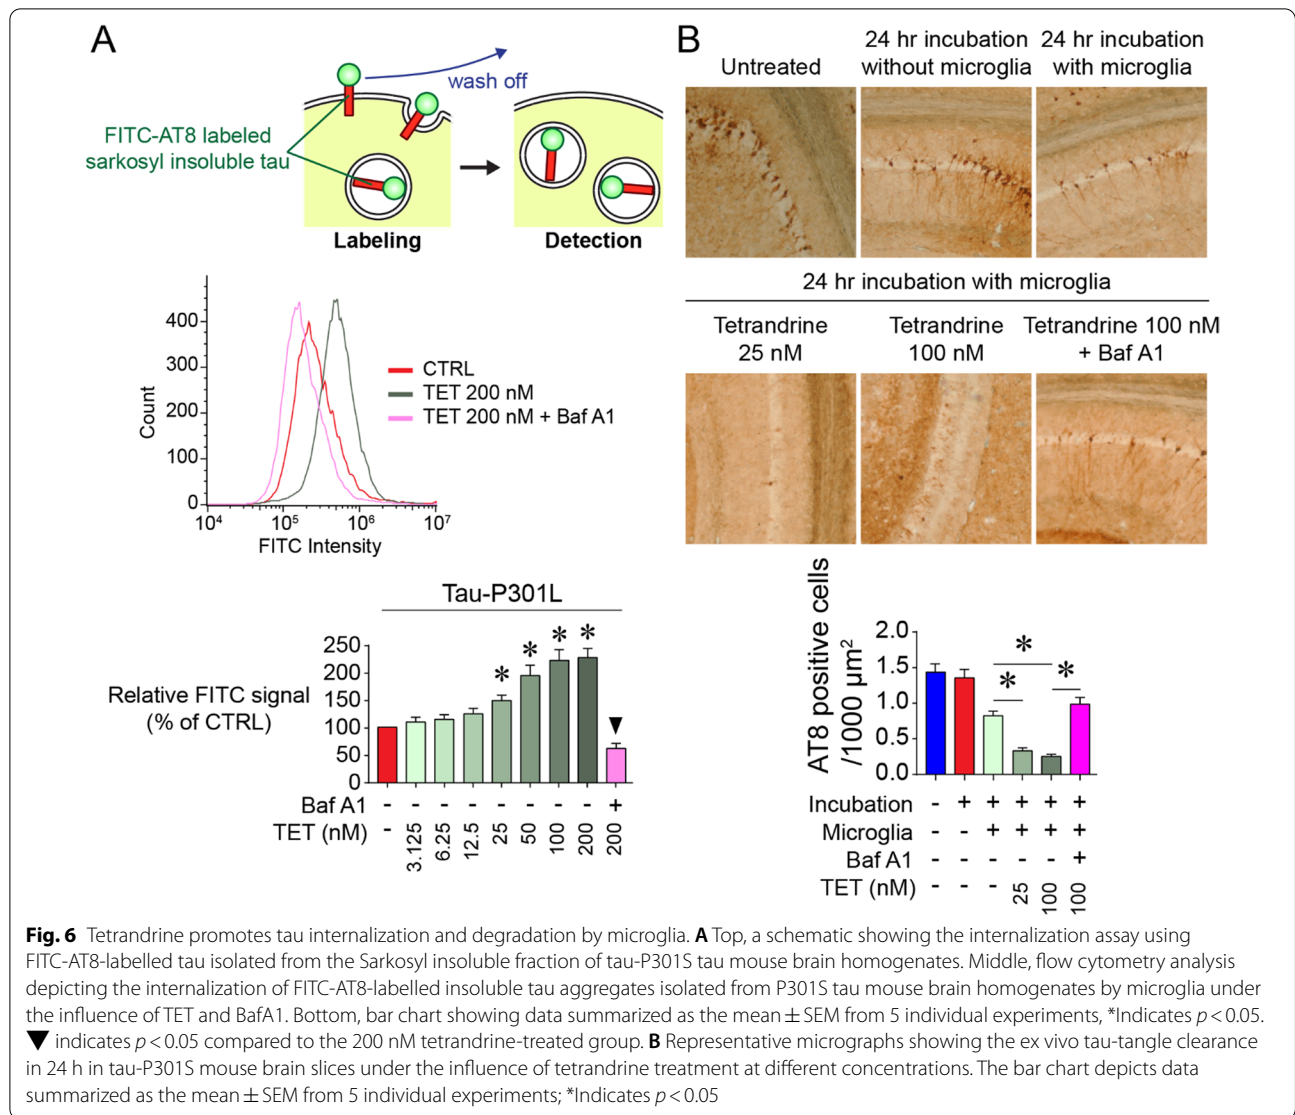 A
wash off
FITC-AT8 labeled
sarkosyl insoluble tau
Labeling
Detection
400
300
200
100
0
Count
10⁴
10⁵
10⁶
10⁷
FITC Intensity
CTRL
TET 200 nM
TET 200 nM + Baf A1
Tau-P301L
Relative FITC signal
(% of CTRL)
250
200
150
100
50
0
* * * * ▼
Baf A1 - - - - - - - - +
TET (nM) - 3.125 6.25 12.5 25 50 100 200 200
B
Untreated
24 hr incubation
without microglia
24 hr incubation
with microglia
24 hr incubation with microglia
Tetrandrine
25 nM
Tetrandrine
100 nM
Tetrandrine 100 nM
+ Baf A1
AT8 positive cells
/1000 µm²
2.0
1.5
1.0
0.5
0.0
* * *
Incubation - + + + + +
Microglia - - + + + +
Baf A1 - - - - - +
TET (nM) - - - 25 100 100
Fig. 6 Tetrandrine promotes tau internalization and degradation by microglia. A Top, a schematic showing the internalization assay using
FITC-AT8-labelled tau isolated from the Sarkosyl insoluble fraction of tau-P301S tau mouse brain homogenates. Middle, flow cytometry analysis
depicting the internalization of FITC-AT8-labelled insoluble tau aggregates isolated from P301S tau mouse brain homogenates by microglia under
the influence of TET and BafA1. Bottom, bar chart showing data summarized as the mean ± SEM from 5 individual experiments, *Indicates p < 0.05.
▼ indicates p < 0.05 compared to the 200 nM tetrandrine-treated group. B Representative micrographs showing the ex vivo tau-tangle clearance
in 24 h in tau-P301S mouse brain slices under the influence of tetrandrine treatment at different concentrations. The bar chart depicts data
summarized as the mean ± SEM from 5 individual experiments; *Indicates p < 0.05